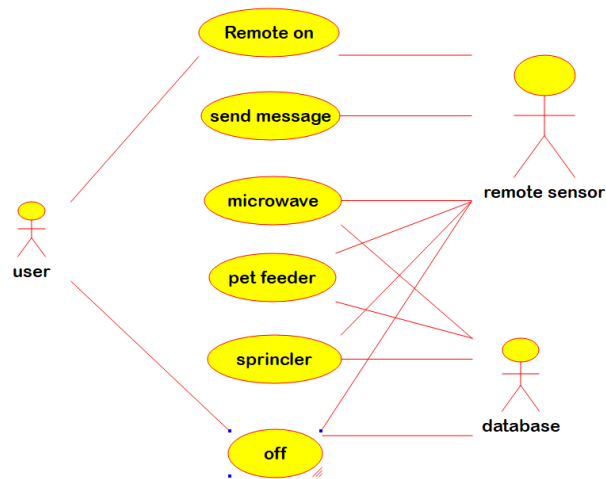 Remote on
send message
microwave
remote sensor
user
pet feeder
sprincler
database
off